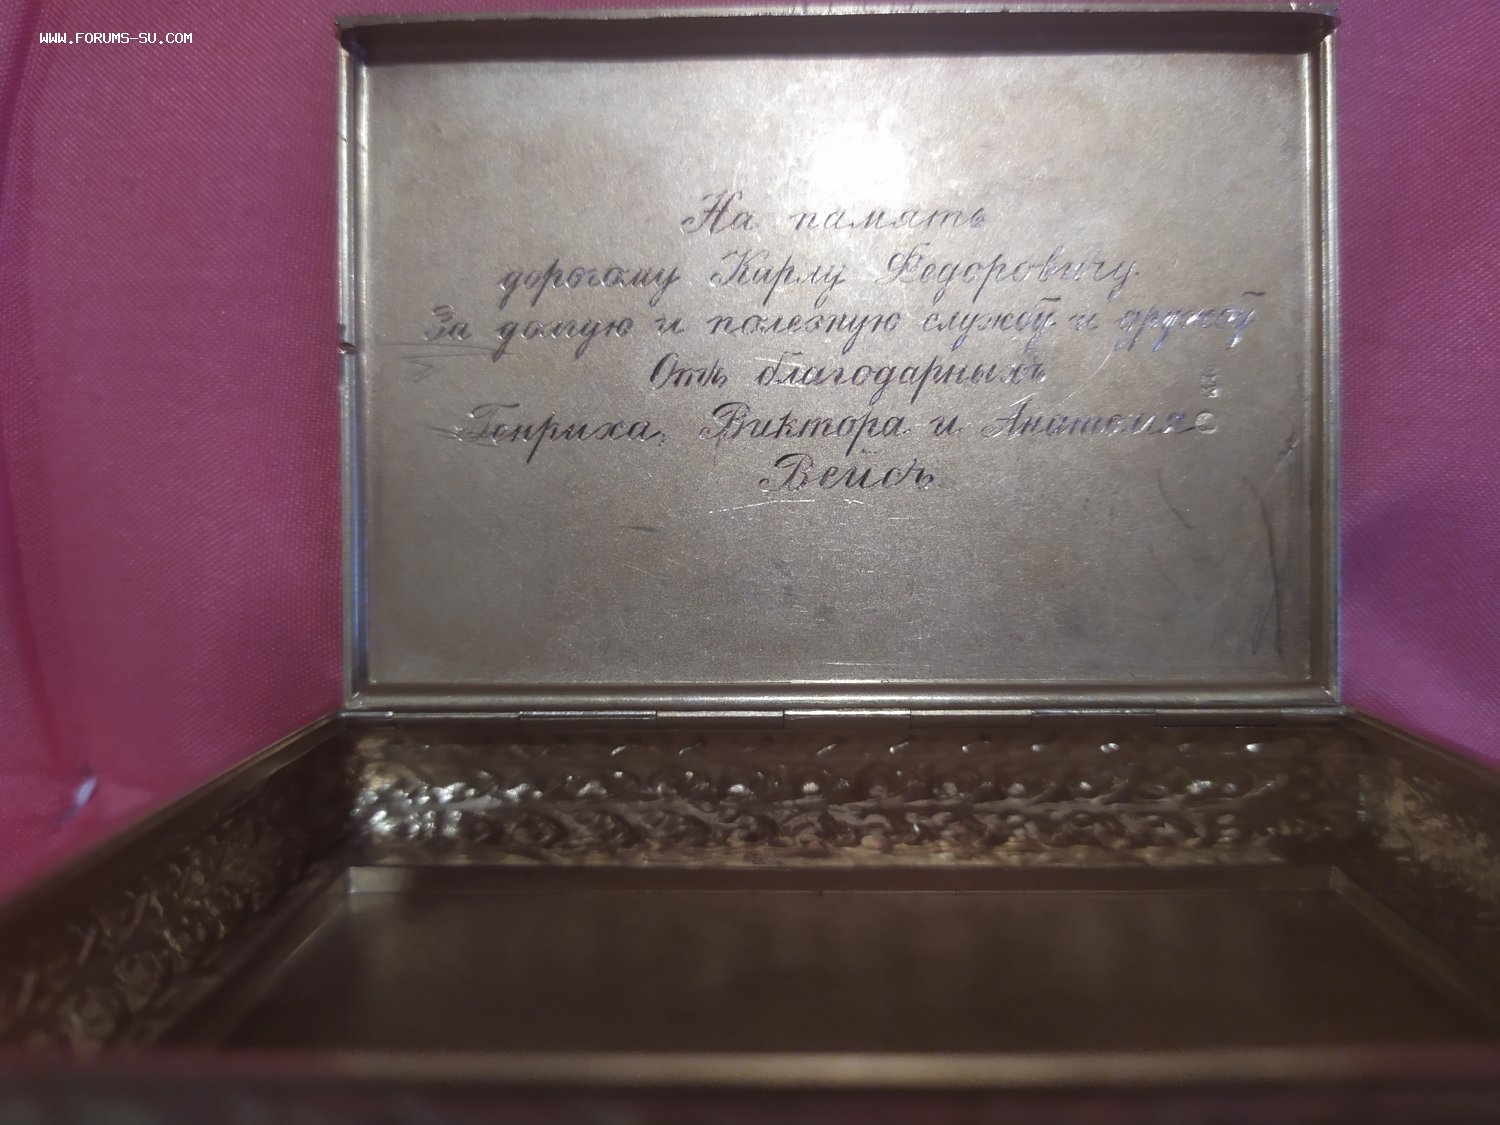 WWW.FORUMS-SU.COM
На память
дорогому Карлу Федоровичу
За долгую и полезную службу и дружбу
Отъ благодарныхъ
Генриха, Виктора и Анатолія
Вейсъ